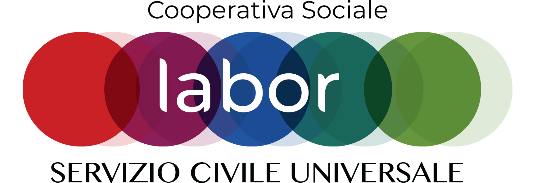 Cooperativa Sociale
labor
SERVIZIO CIVILE UNIVERSALE